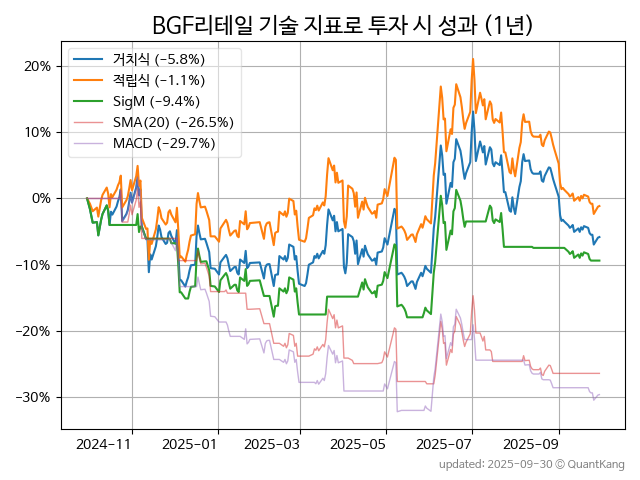 BGF리테일 기술 지표로 투자 시 성과 (1년)
거치식 (−5.8%)
적립식 (−1.1%)
SigM (−9.4%)
SMA(20) (−26.5%)
MACD (−29.7%)
20%
10%
0%
−10%
−20%
−30%
2024-11 2025-01 2025-03 2025-05 2025-07 2025-09
updated: 2025-09-30 © QuantKang